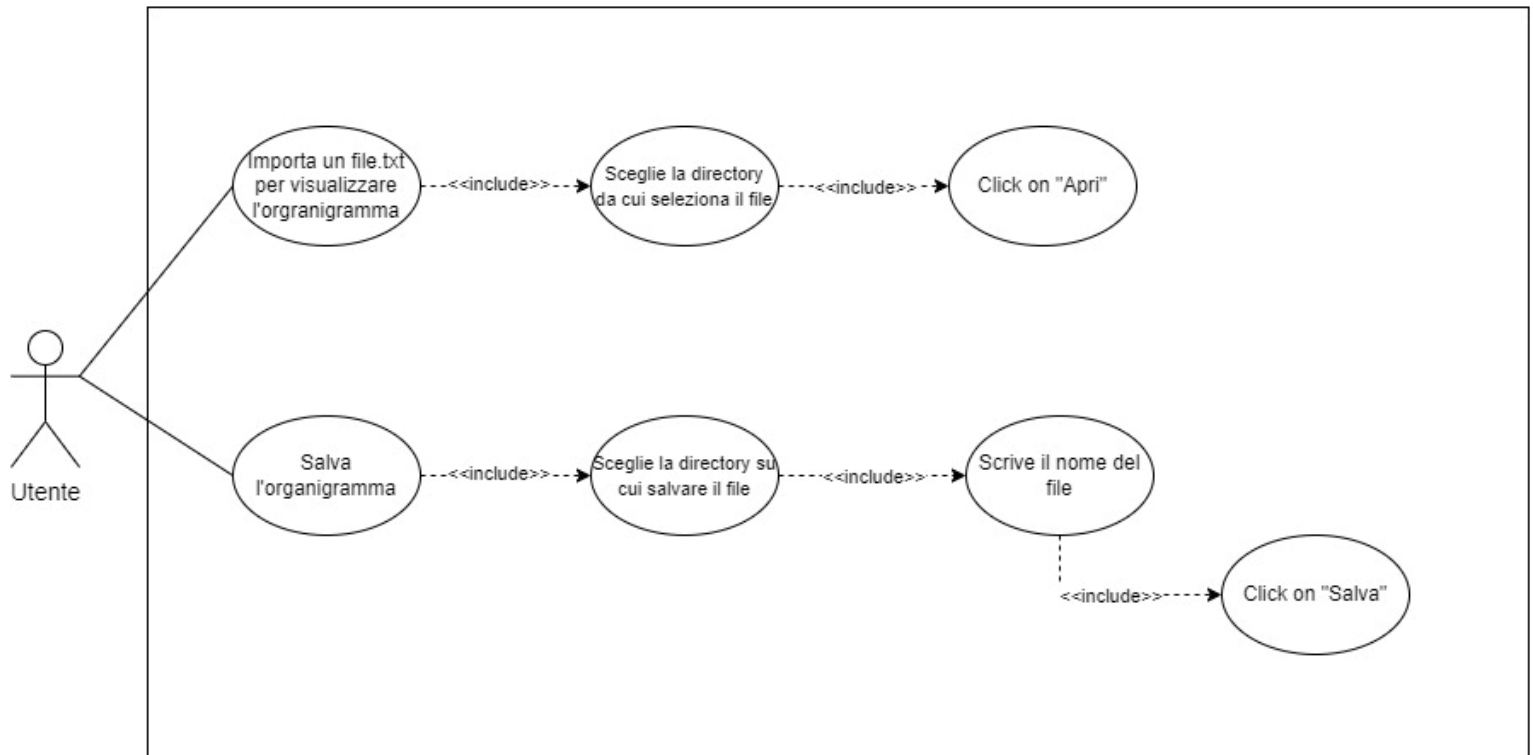 Importa un file.txt
per visualizzare
l'orgranigramma
<<include>>
Sceglie la directory
da cui seleziona il file
<<include>>
Click on "Apri"
Utente
Salva
l'organigramma
<<include>>
Sceglie la directory su
cui salvare il file
<<include>>
Scrive il nome del
file
<<include>>
Click on "Salva"